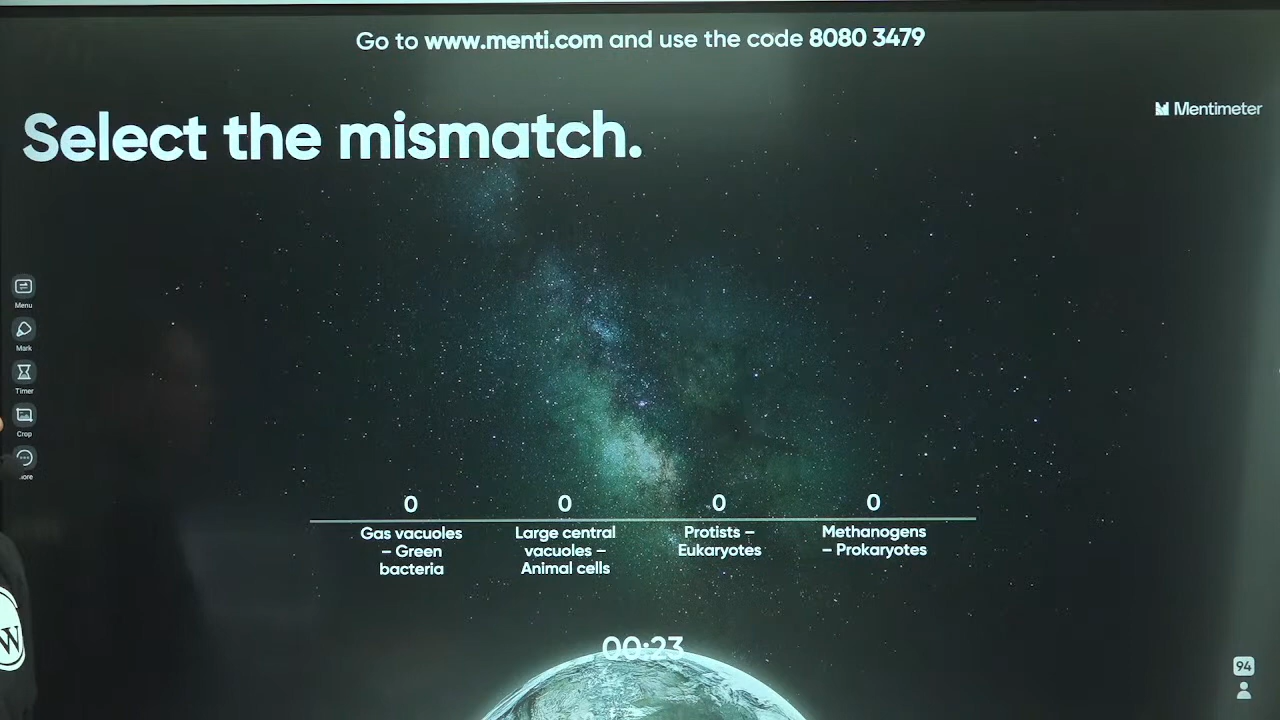 Go to www.menti.com and use the code 8080 3479
Mentimeter
Select the mismatch.
Menu
Mark
Timer
Crop
0
0
0
0
Gas vacuoles
– Green
bacteria
Large central
vacuoles –
Animal cells
Protists –
Eukaryotes
Methanogens
– Prokaryotes
00:23
W
94